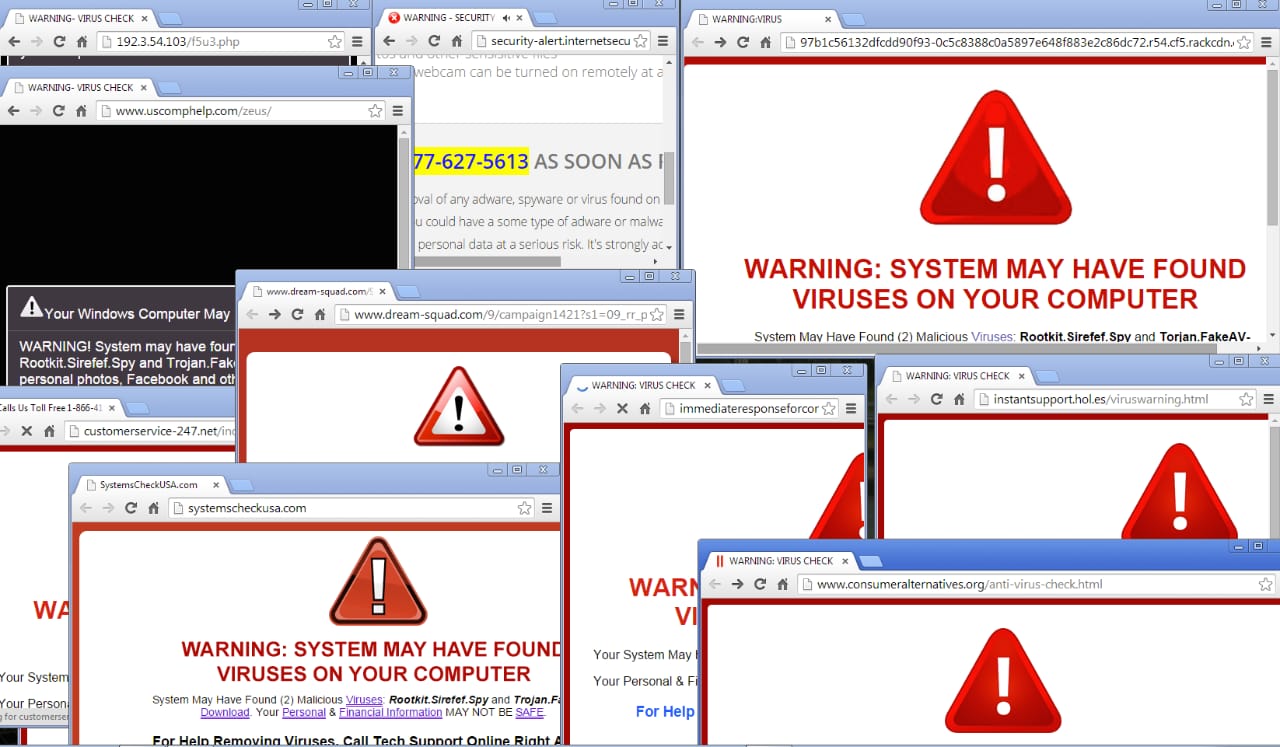 WARNING- VIRUS CHECK
192.3.54.103/f5u3.php
WARNING - SECURITY
security-alert.internetsecu
tos and other sensitive files
webcam can be turned on remotely at a
77-627-5613 AS SOON AS
oval of any adware, spyware or virus found on
u could have a some type of adware or malwa
personal data at a serious risk. It's strongly ac
WARNING:VIRUS
97b1c56132dfcdd90f93-0c5c8388c0a5897e648f883e2c86dc72.r54.cf5.rackcdn.
WARNING: SYSTEM MAY HAVE FOUND
VIRUSES ON YOUR COMPUTER
System May Have Found (2) Malicious Viruses: Rootkit.Sirefef.Spy and Torjan.FakeAV-
WARNING- VIRUS CHECK
www.uscomphelp.com/zeus/
Your Windows Computer May
WARNING! System may have four
Rootkit.Sirefef.Spy and Trojan.Fake
personal photos, Facebook and oth
www.dream-squad.com/
www.dream-squad.com/9/campaign1421?s1=09_rr_p
Calls Us Toll Free 1-866-41
customerservice-247.net/ind
WA
Your System
Your Persona
g for customerser
SystemsCheckUSA.com
systemscheckusa.com
WARNING: SYSTEM MAY HAVE FOUND
VIRUSES ON YOUR COMPUTER
System May Have Found (2) Malicious Viruses: Rootkit.Sirefef.Spy and Trojan.Fa
Download. Your Personal & Financial Information MAY NOT BE SAFE.
For Help Removing Viruses, Call Tech Support Online Right A
WARNING: VIRUS CHECK
immediateresponseforcor
WARN
VI
Your System May H
Your Personal & Fi
For Help
WARNING: VIRUS CHECK
instantsupport.hol.es/viruswarning.html
WARNING: VIRUS CHECK
www.consumeralternatives.org/anti-virus-check.html